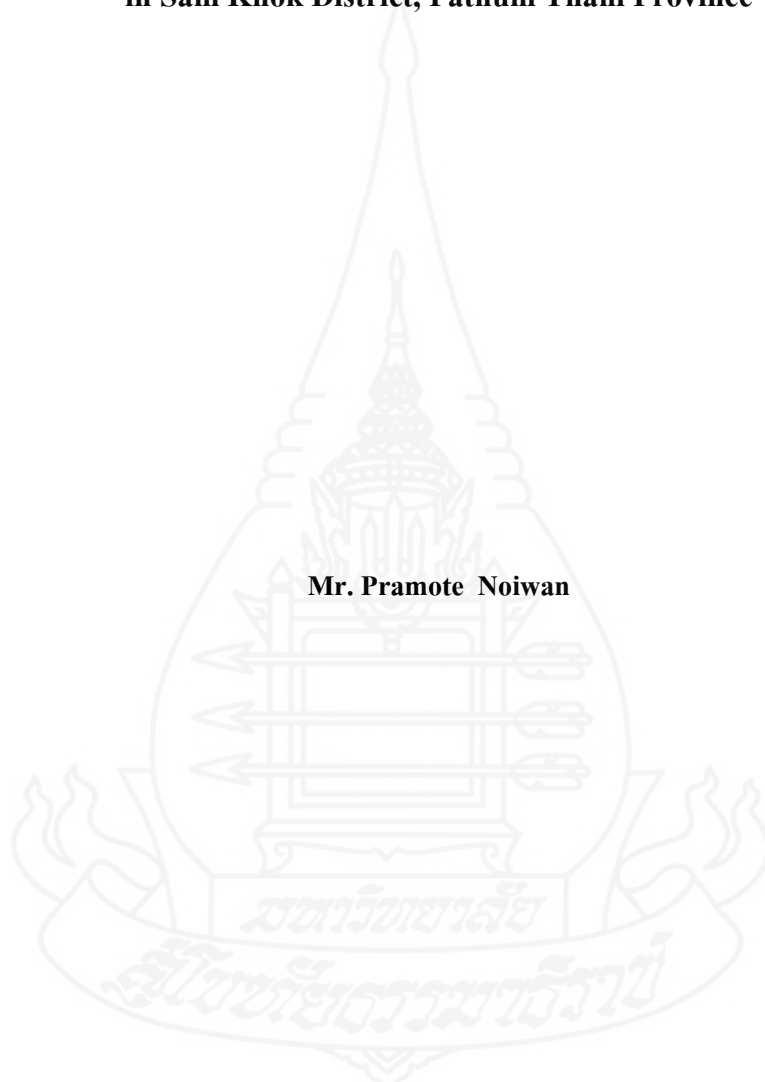 in Sam Khok District, Pathum Thani Province
Mr. Pramote Noiwan
มหาวิทยาลัย
สุโขทัยธรรมาธิราช